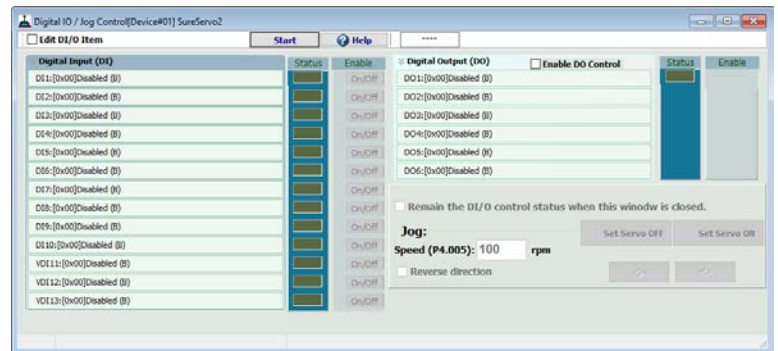 Digital IO / Jog Control[Device#01] SureServo2
Edit DI/O Item
Start
Help
----
Digital Input (DI)
Status
Enable
DI1:[0x00]Disabled (B)
On/Off
DI2:[0x00]Disabled (B)
On/Off
DI3:[0x00]Disabled (B)
On/Off
DI4:[0x00]Disabled (B)
On/Off
DI5:[0x00]Disabled (B)
On/Off
DI6:[0x00]Disabled (B)
On/Off
DI7:[0x00]Disabled (B)
On/Off
DI8:[0x00]Disabled (B)
On/Off
DI9:[0x00]Disabled (B)
On/Off
DI10:[0x00]Disabled (B)
On/Off
VDI11:[0x00]Disabled (B)
On/Off
VDI12:[0x00]Disabled (B)
On/Off
VDI13:[0x00]Disabled (B)
On/Off
Digital Output (DO)
Enable DO Control
Status
Enable
DO1:[0x00]Disabled (B)
DO2:[0x00]Disabled (B)
DO3:[0x00]Disabled (B)
DO4:[0x00]Disabled (B)
DO5:[0x00]Disabled (B)
DO6:[0x00]Disabled (B)
Remain the DI/O control status when this winodw is closed.
Jog:
Set Servo OFF
Set Servo ON
Speed (P4.005): 100 rpm
Reverse direction